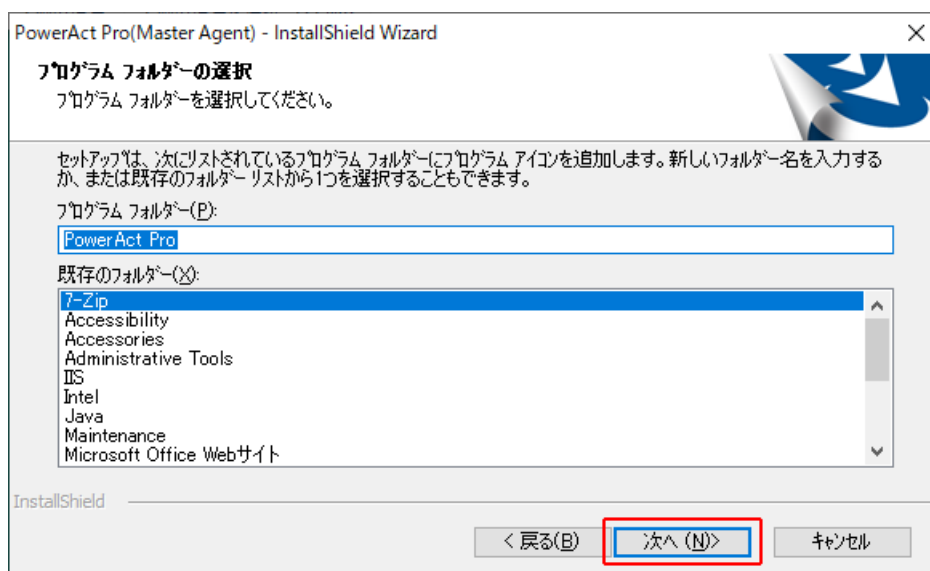 PowerAct Pro(Master Agent) - InstallShield Wizard
プログラム フォルダーの選択
プログラム フォルダーを選択してください。
セットアップは、次にリストされているプログラム フォルダーにプログラム アイコンを追加します。新しいフォルダー名を入力する
か、または既存のフォルダー リストから1つを選択することもできます。
プログラム フォルダー(P):
PowerAct Pro
既存のフォルダー(X):
7-Zip
Accessibility
Accessories
Administrative Tools
IIS
Intel
Java
Maintenance
Microsoft Office Webサイト
InstallShield
< 戻る(B)
次へ (N)>
キャンセル